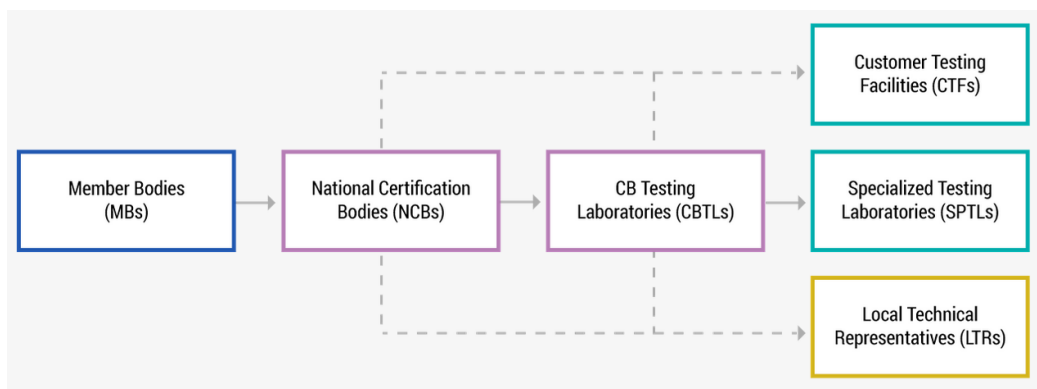 Customer Testing
Facilities (CTFs)
Member Bodies
(MBs)
National Certification
Bodies (NCBs)
CB Testing
Laboratories (CBTLs)
Specialized Testing
Laboratories (SPTLs)
Local Technical
Representatives (LTRs)